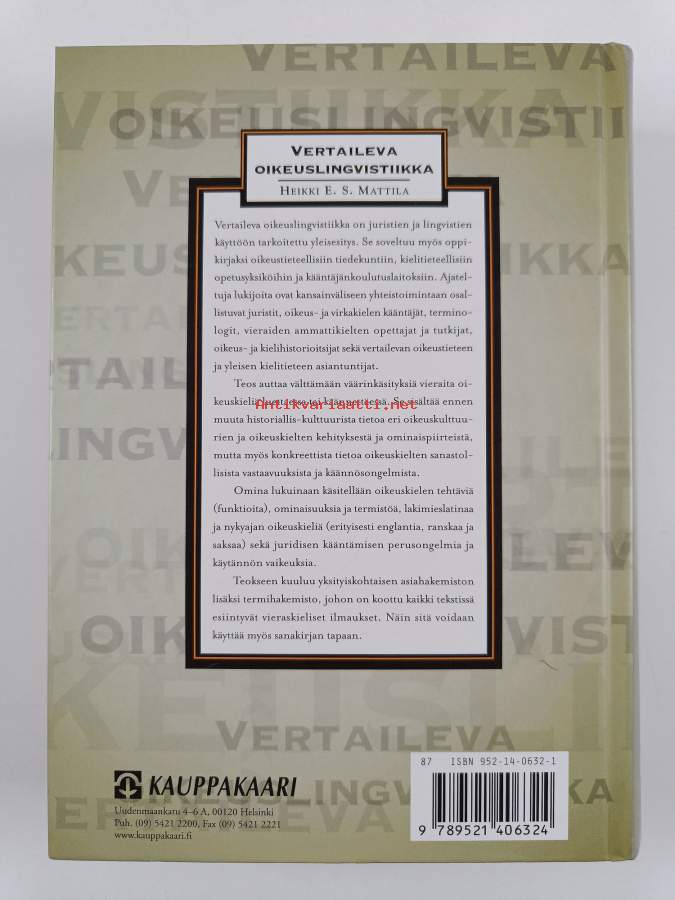 VERTAILEVA
OIKEUSLINGVISTIIKKA
HEIKKI E. S. MATTILA
Vertaileva oikeuslingvistiikka on juristien ja lingvistien
käyttöön tarkoitettu yleisesitys. Se soveltuu myös oppi-
kirjaksi oikeustieteellisiin tiedekuntiin, kielitieteellisiin
opetusyksiköihin ja kääntäjänkoulutuslaitoksiin. Ajatel-
tuja lukijoita ovat kansainväliseen yhteistoimintaan osal-
listuvat juristit, oikeus- ja virkakielen kääntäjät, termino-
logit, vieraiden ammattikielten opettajat ja tutkijat,
oikeus- ja kielihistorioitsijat sekä vertailevan oikeustieteen
ja yleisen kielitieteen asiantuntijat.
Teos auttaa välttämään väärinkäsityksiä vieraita oi-
keuskieliä luettaessa tai käännettäessä. Se sisältää ennen
Antikvariaatti.net
muuta historiallis-kulttuurista tietoa eri oikeuskulttuu-
rien ja oikeuskielten kehityksestä ja ominaispiirteistä,
mutta myös konkreettista tietoa oikeuskielten sanastol-
lisista vastaavuuksista ja käännösongelmista.
Omina lukuinaan käsitellään oikeuskielen tehtäviä
(funktioita), ominaisuuksia ja termistöä, lakimieslatinaa
ja nykyajan oikeuskieliä (erityisesti englantia, ranskaa ja
saksaa) sekä juridisen kääntämisen perusongelmia ja
käytännön vaikeuksia.
Teokseen kuuluu yksityiskohtaisen asiahakemiston
lisäksi termihakemisto, johon on koottu kaikki tekstissä
esiintyvät vieraskieliset ilmaukset. Näin sitä voidaan
käyttää myös sanakirjan tapaan.
VERTAILEVA
KAUPPAKAARI
Uudenmaankatu 4–6 A, 00120 Helsinki
Puh. (09) 5421 2200, Fax (09) 5421 2221
www.kauppakaari.fi
87 ISBN 952-14-0632-1
9 789521 406324